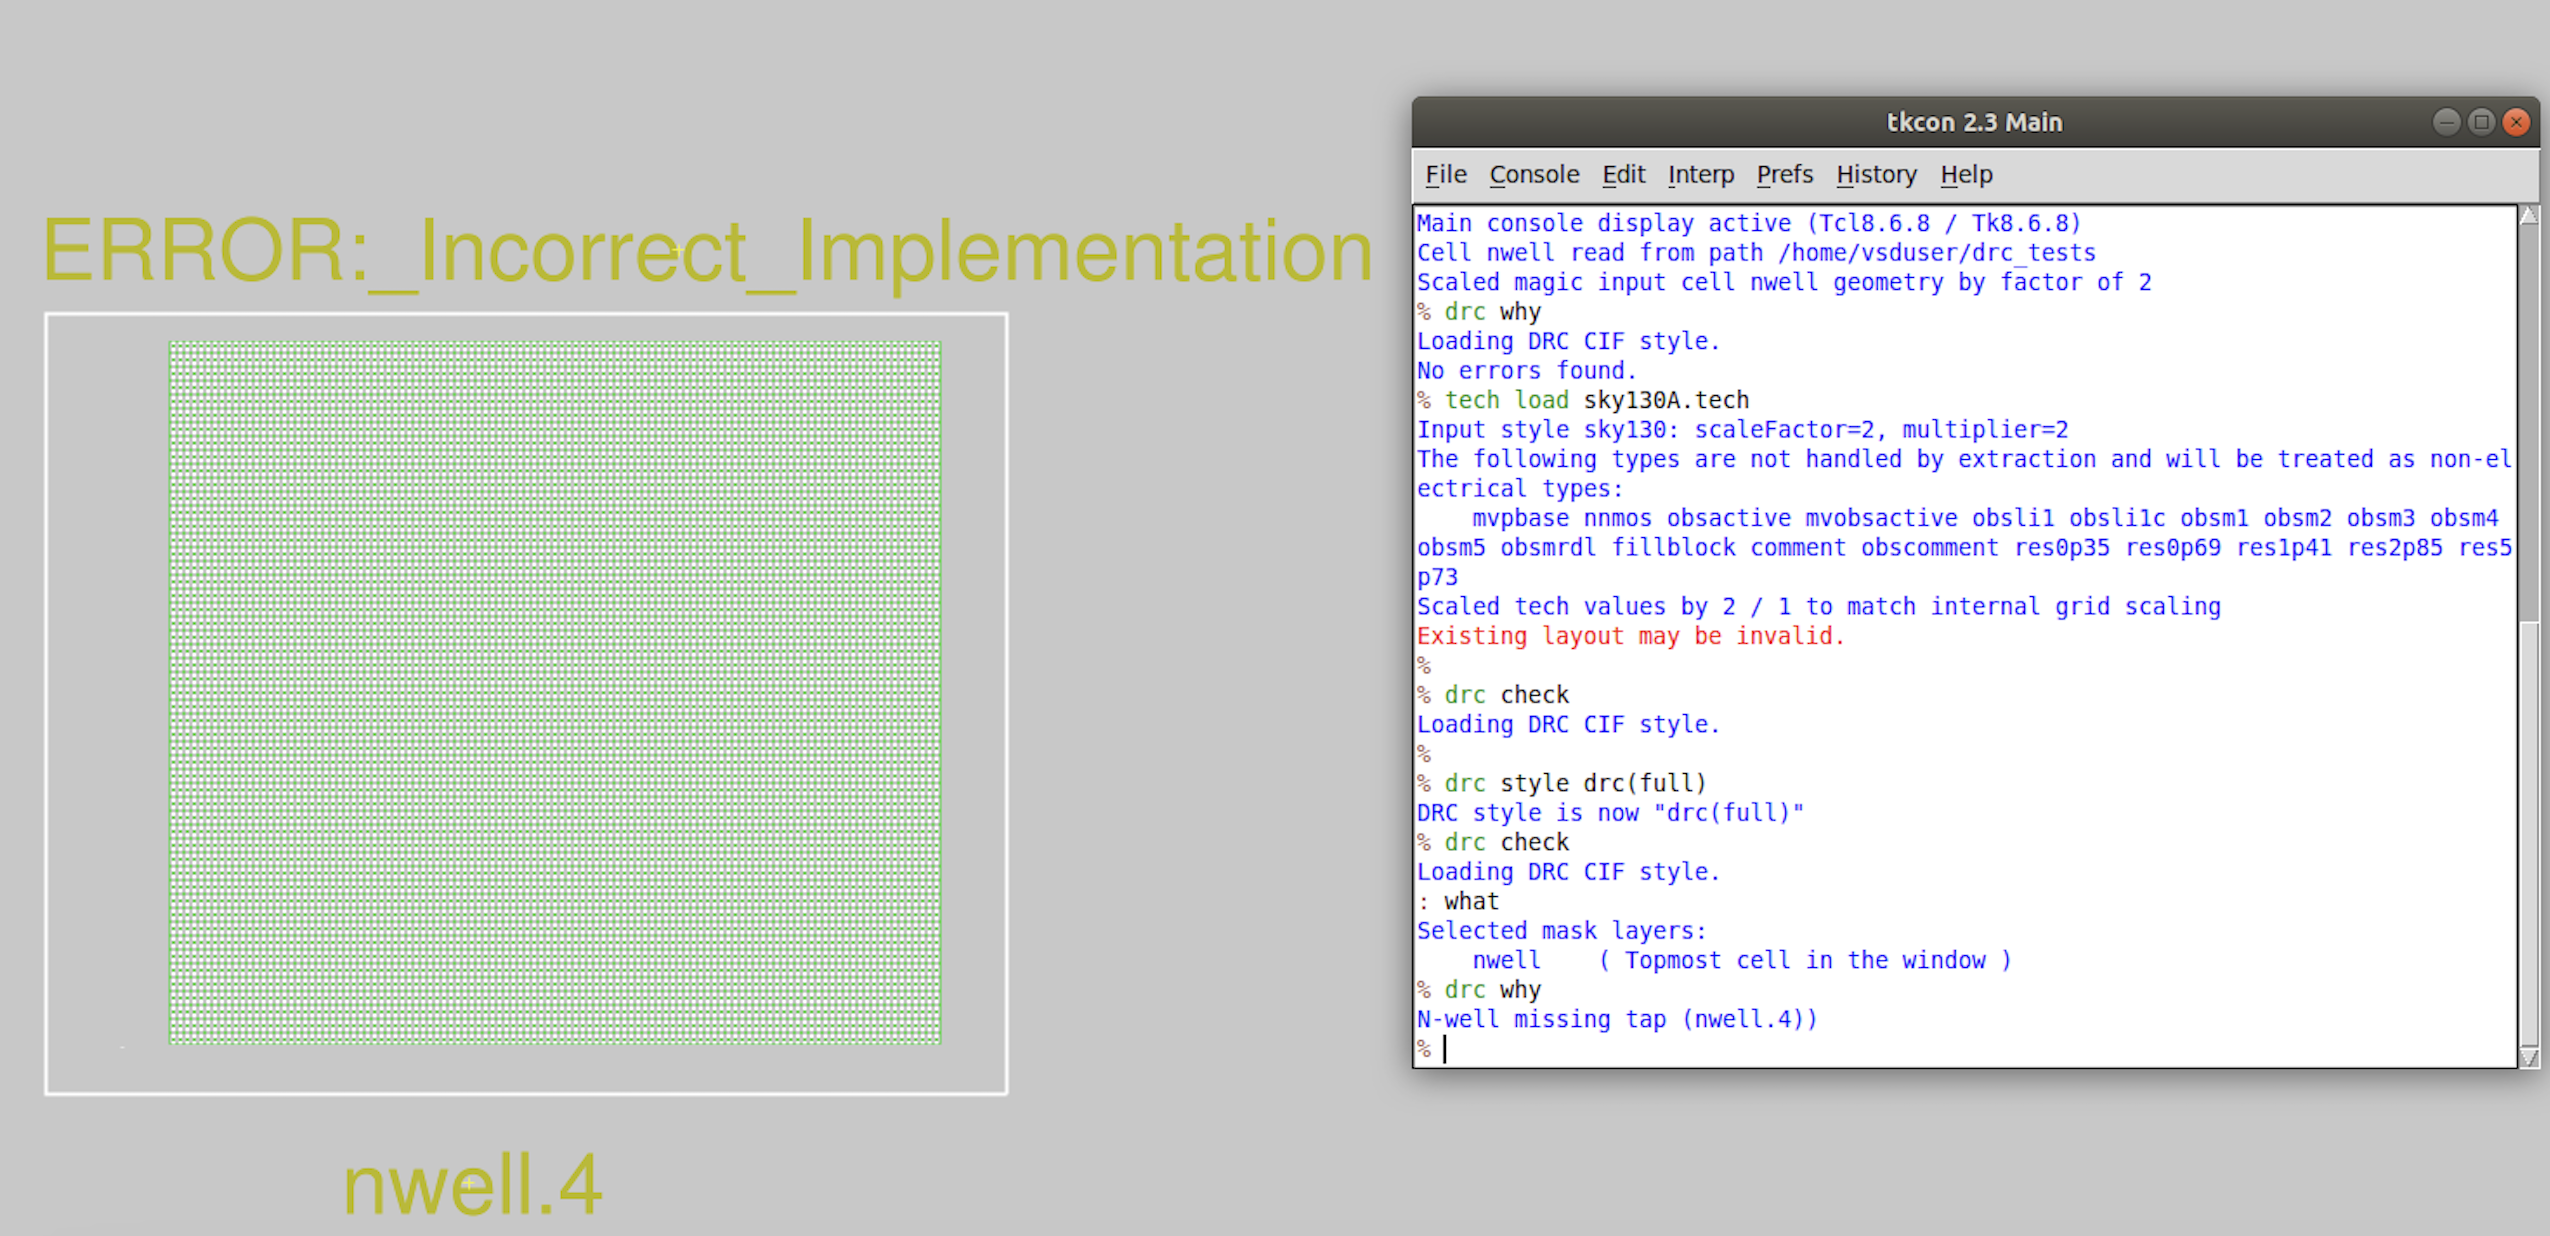 ERROR:_Incorrect_Implementation
nwell.4
tkcon 2.3 Main
File Console Edit Interp Prefs History Help
Main console display active (Tcl8.6.8 / Tk8.6.8)
Cell nwell read from path /home/vsduser/drc_tests
Scaled magic input cell nwell geometry by factor of 2
% drc why
Loading DRC CIF style.
No errors found.
% tech load sky130A.tech
Input style sky130: scaleFactor=2, multiplier=2
The following types are not handled by extraction and will be treated as non-el
ectrical types:
    mvpbase nnmos obsactive mvobsactive obsli1 obsli1c obsm1 obsm2 obsm3 obsm4
obsm5 obsmrdl fillblock comment obscomment res0p35 res0p69 res1p41 res2p85 res5
p73
Scaled tech values by 2 / 1 to match internal grid scaling
Existing layout may be invalid.
%
% drc check
Loading DRC CIF style.
%
% drc style drc(full)
DRC style is now "drc(full)"
% drc check
Loading DRC CIF style.
: what
Selected mask layers:
    nwell    ( Topmost cell in the window )
% drc why
N-well missing tap (nwell.4))
%